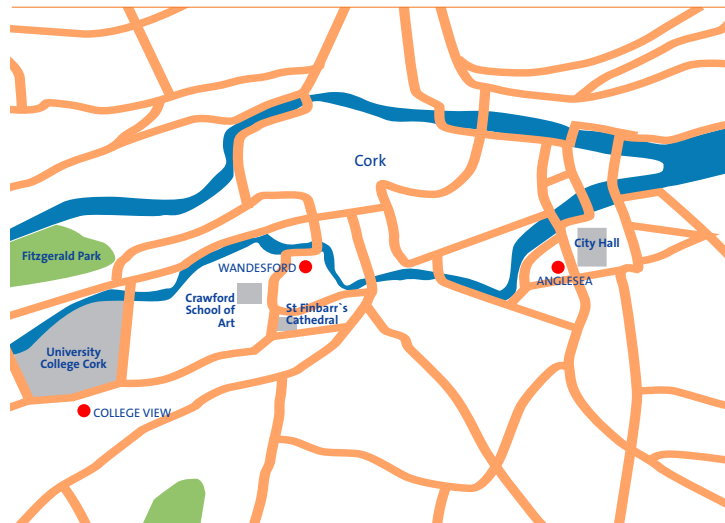 Cork
City Hall
Fitzgerald Park
WANDESFORD
ANGLESEA
Crawford
School of
Art
St Finbarr`s
Cathedral
University
College Cork
COLLEGE VIEW